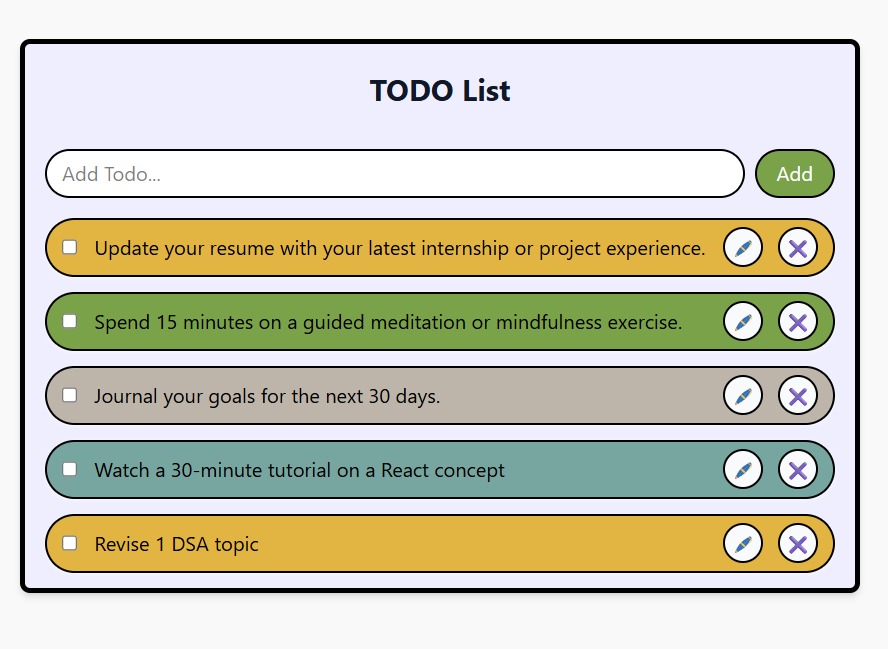 TODO List
Add Todo...
Add
Update your resume with your latest internship or project experience.
Spend 15 minutes on a guided meditation or mindfulness exercise.
Journal your goals for the next 30 days.
Watch a 30-minute tutorial on a React concept
Revise 1 DSA topic